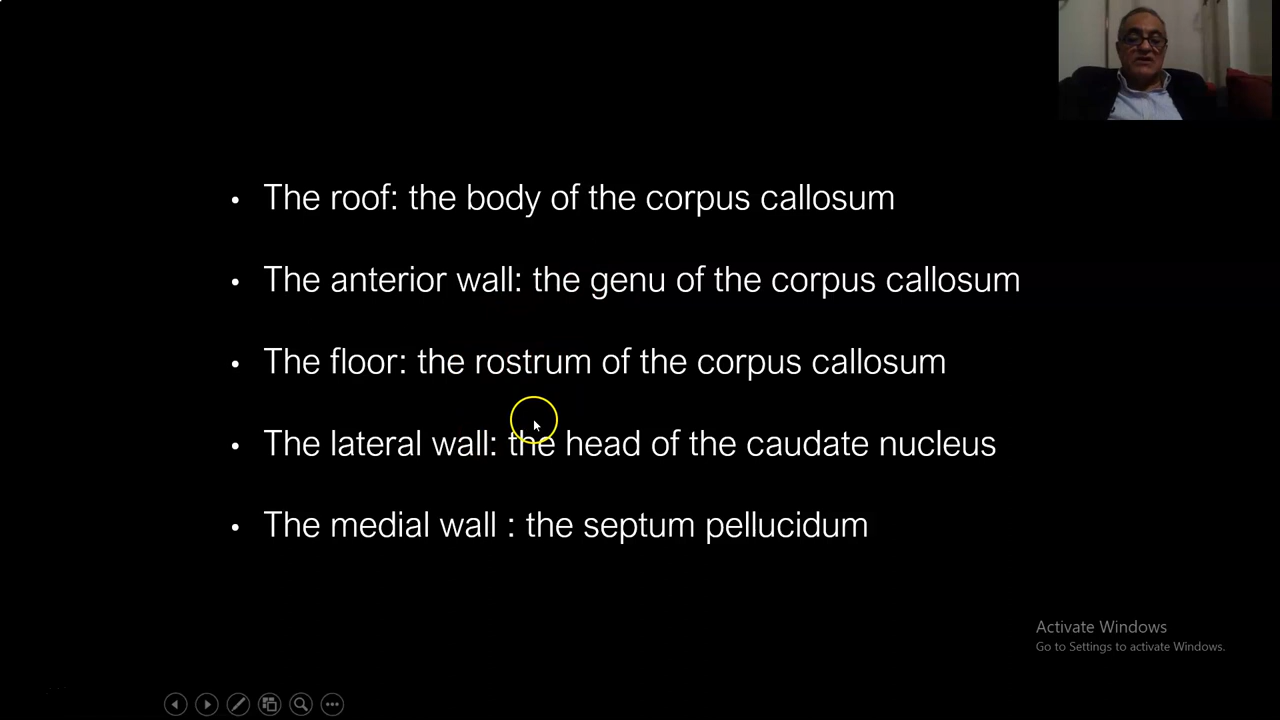 • The roof: the body of the corpus callosum
• The anterior wall: the genu of the corpus callosum
• The floor: the rostrum of the corpus callosum
• The lateral wall: the head of the caudate nucleus
• The medial wall : the septum pellucidum
Activate Windows
Go to Settings to activate Windows.